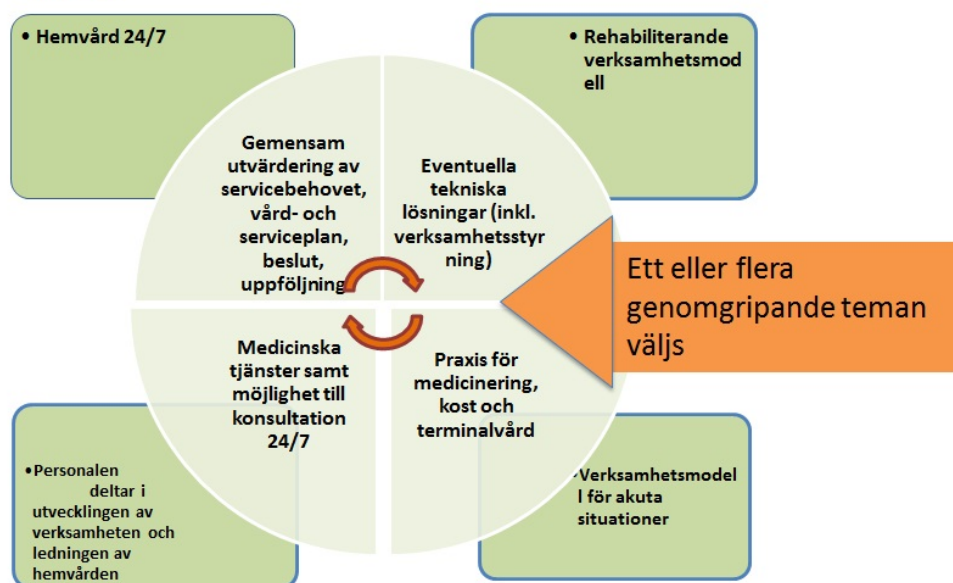 • Hemvård 24/7
• Rehabiliterande
verksamhetsmod
ell
Gemensam
utvärdering av
servicebehovet,
vård- och
serviceplan,
beslut,
uppföljning
Eventuella
tekniska
lösningar (inkl.
verksamhetsstyr
ning)
Ett eller flera
genomgripande teman
väljs
Medicinska
tjänster samt
möjlighet till
konsultation
24/7
Praxis för
medicinering,
kost och
terminalvård
•Personalen
deltar i
utvecklingen av
verksamheten och
ledningen av
hemvården
•Verksamhetsmodel
l för akuta
situationer